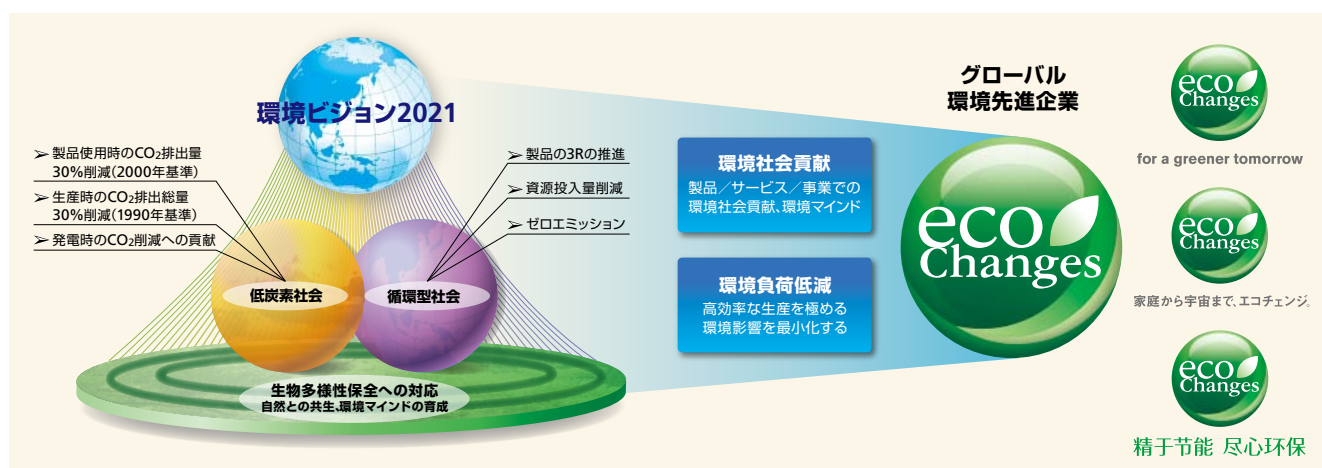 環境ビジョン2021
➢ 製品使用時のCO₂排出量
30%削減(2000年基準)
➢ 生産時のCO₂排出総量
30%削減(1990年基準)
➢ 発電時のCO₂削減への貢献
➢ 製品の3Rの推進
➢ 資源投入量削減
➢ ゼロエミッション
低炭素社会
循環型社会
生物多様性保全への対応
自然との共生、環境マインドの育成
環境社会貢献
製品／サービス／事業での
環境社会貢献、環境マインド
環境負荷低減
高効率な生産を極める
環境影響を最小化する
グローバル
環境先進企業
eco
Changes
eco
Changes
for a greener tomorrow
eco
Changes
家庭から宇宙まで、エコチェンジ。
eco
Changes
精于节能 尽心环保